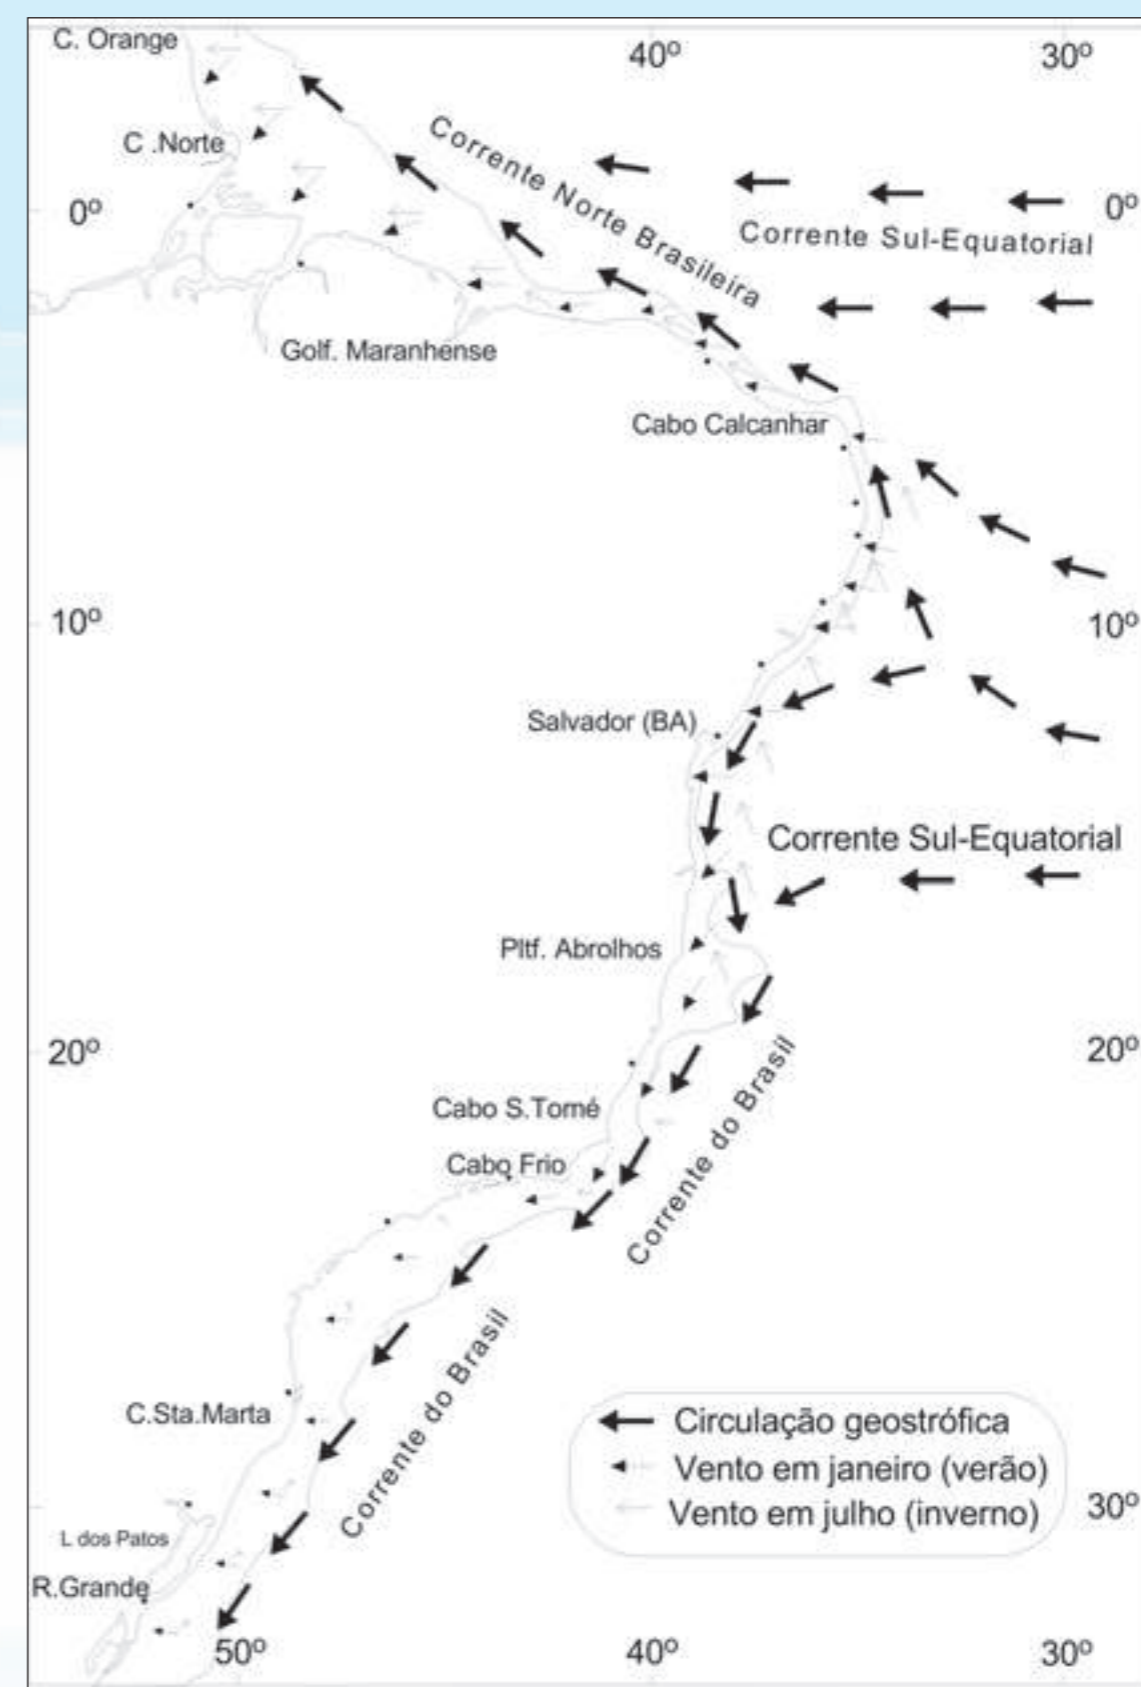 C. Orange
40º
30º
C .Norte
Corrente Norte Brasileira
0º
0º
Corrente Sul-Equatorial
Golf. Maranhense
Cabo Calcanhar
10º
10º
Salvador (BA)
Corrente Sul-Equatorial
Pltf. Abrolhos
20º
20º
Cabo S.Tomé
Cabo Frio
Corrente do Brasil
Corrente do Brasil
C.Sta.Marta
Circulação geostrófica
Vento em janeiro (verão)
Vento em julho (inverno)
30º
L dos Patos
R.Grande
50º
40º
30º